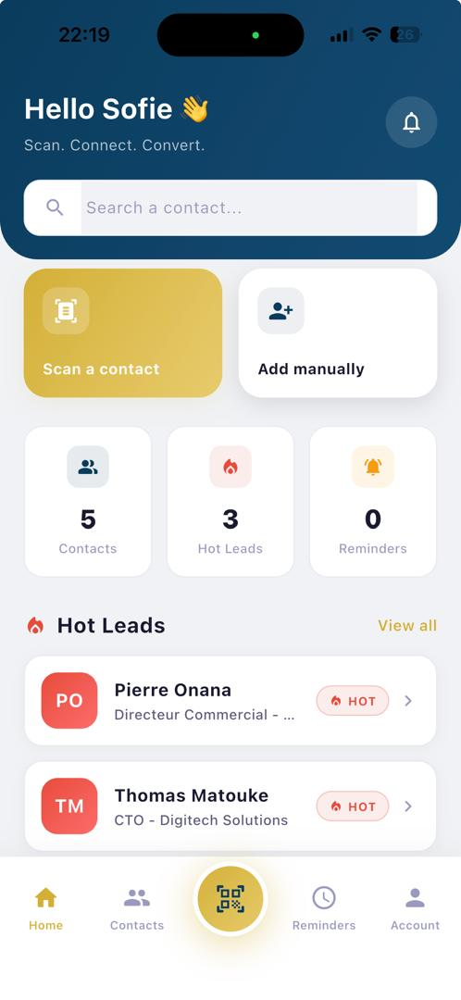 22:19
26
Hello Sofie 👋
Scan. Connect. Convert.
Search a contact...
Scan a contact
Add manually
5
Contacts
3
Hot Leads
0
Reminders
Hot Leads
View all
PO
Pierre Onana
Directeur Commercial - ...
HOT
TM
Thomas Matouke
CTO - Digitech Solutions
HOT
Home
Contacts
Reminders
Account